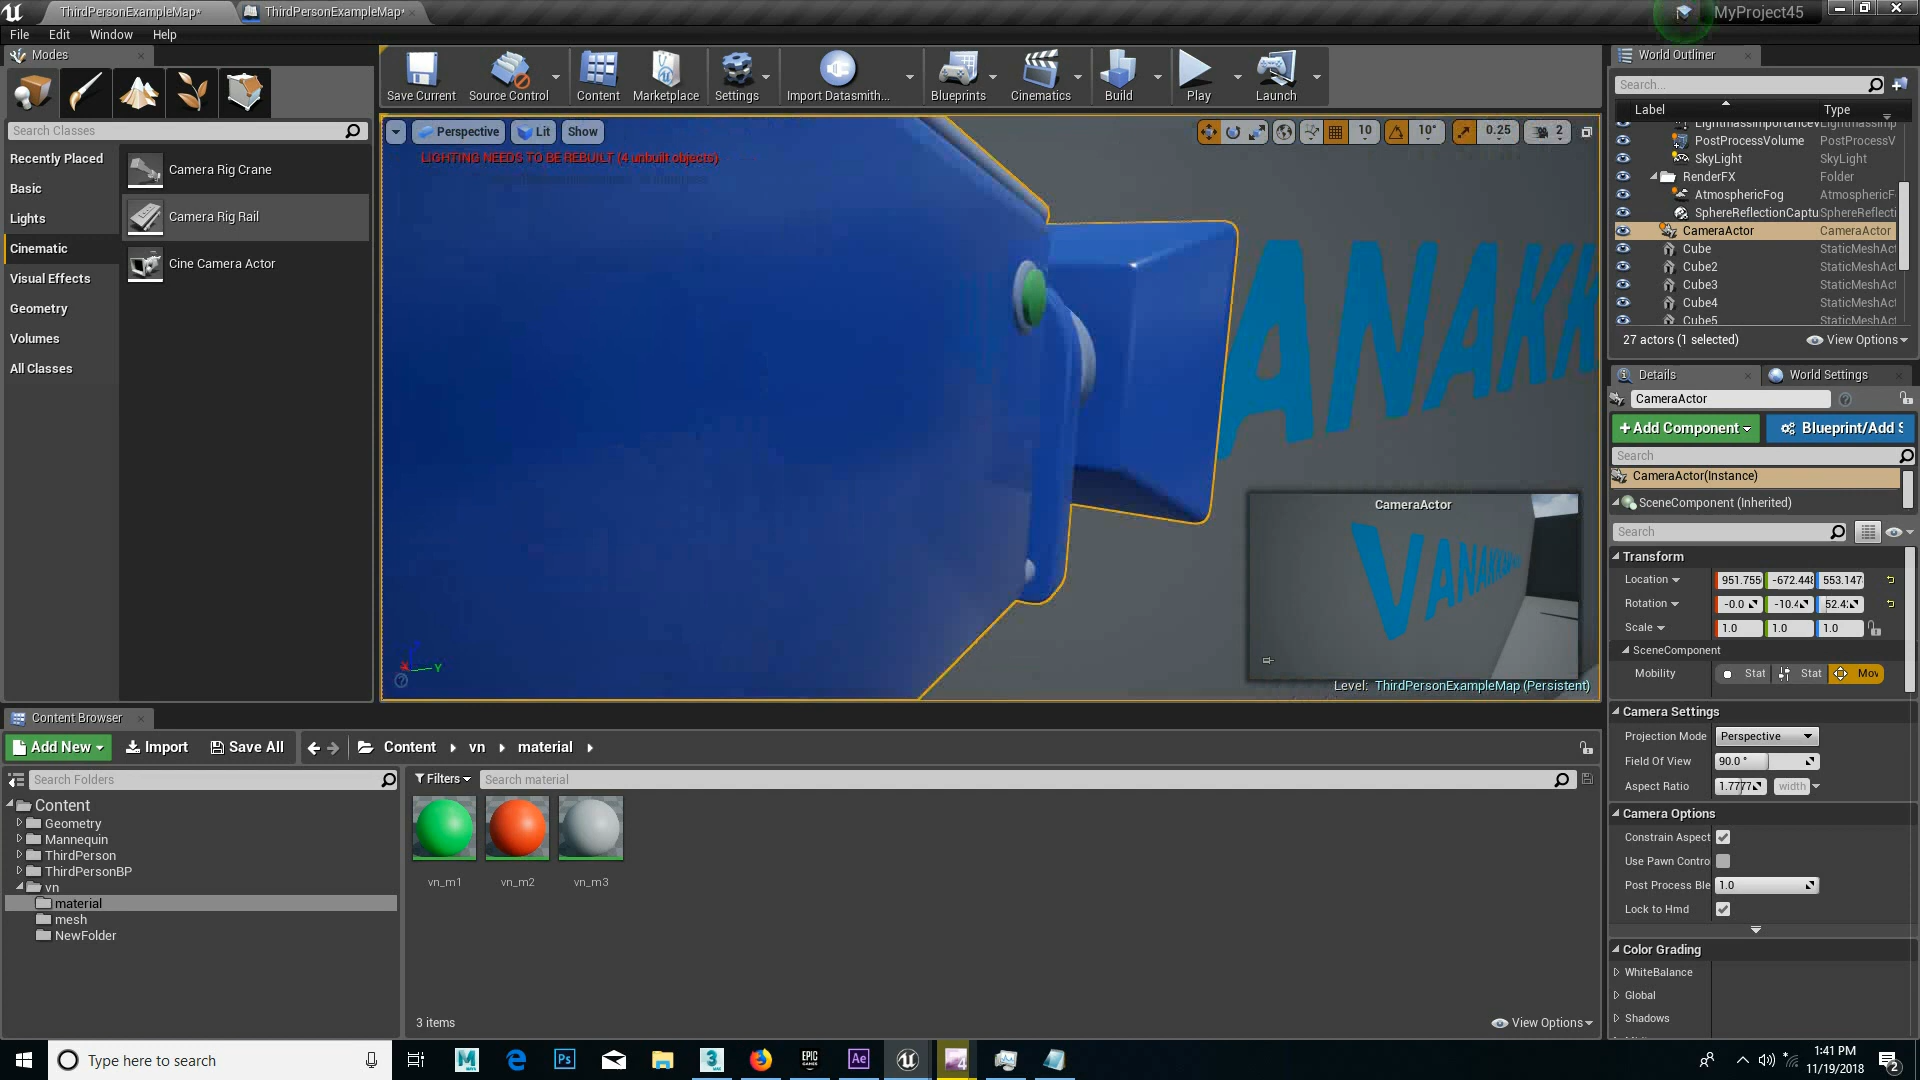 ThirdPersonExampleMap*
ThirdPersonExampleMap*
MyProject45
File Edit Window Help
Modes
Search Classes
Recently Placed
Basic
Lights
Cinematic
Visual Effects
Geometry
Volumes
All Classes
Camera Rig Crane
Camera Rig Rail
Cine Camera Actor
Save Current
Source Control
Content
Marketplace
Settings
Import Datasmith...
Blueprints
Cinematics
Build
Play
Launch
Perspective Lit Show
10 10° 0.25 2
LIGHTING NEEDS TO BE REBUILT (4 unbuilt objects)
ANAKK
CameraActor
VANAKKA
Y
Level: ThirdPersonExampleMap (Persistent)
World Outliner
Search...
Label Type
PostProcessVolume PostProcessV
SkyLight SkyLight
RenderFX Folder
AtmosphericFog AtmosphericF
SphereReflectionCaptu SphereReflecti
CameraActor CameraActor
Cube StaticMeshAct
Cube2 StaticMeshAct
Cube3 StaticMeshAct
Cube4 StaticMeshAct
Cube5 StaticMeshAct
27 actors (1 selected) View Options
Details World Settings
CameraActor
+Add Component Blueprint/Add S
Search
CameraActor(Instance)
SceneComponent (Inherited)
Search
Transform
Location 951.755 -672.448 553.147
Rotation -0.0 -10.4 52.4
Scale 1.0 1.0 1.0
SceneComponent
Mobility Stat Stat Mov
Camera Settings
Projection Mode Perspective
Field Of View 90.0 °
Aspect Ratio 1.7777 width
Camera Options
Constrain Aspect
Use Pawn Contro
Post Process Ble 1.0
Lock to Hmd
Color Grading
WhiteBalance
Global
Shadows
Content Browser
Add New Import Save All Content vn material
Search Folders
Content
Geometry
Mannequin
ThirdPerson
ThirdPersonBP
vn
material
mesh
NewFolder
Filters Search material
vn_m1 vn_m2 vn_m3
3 items View Options
Type here to search
M
Ps
3
EPIC
GAMES
Ae
4
1:41 PM
11/19/2018
2